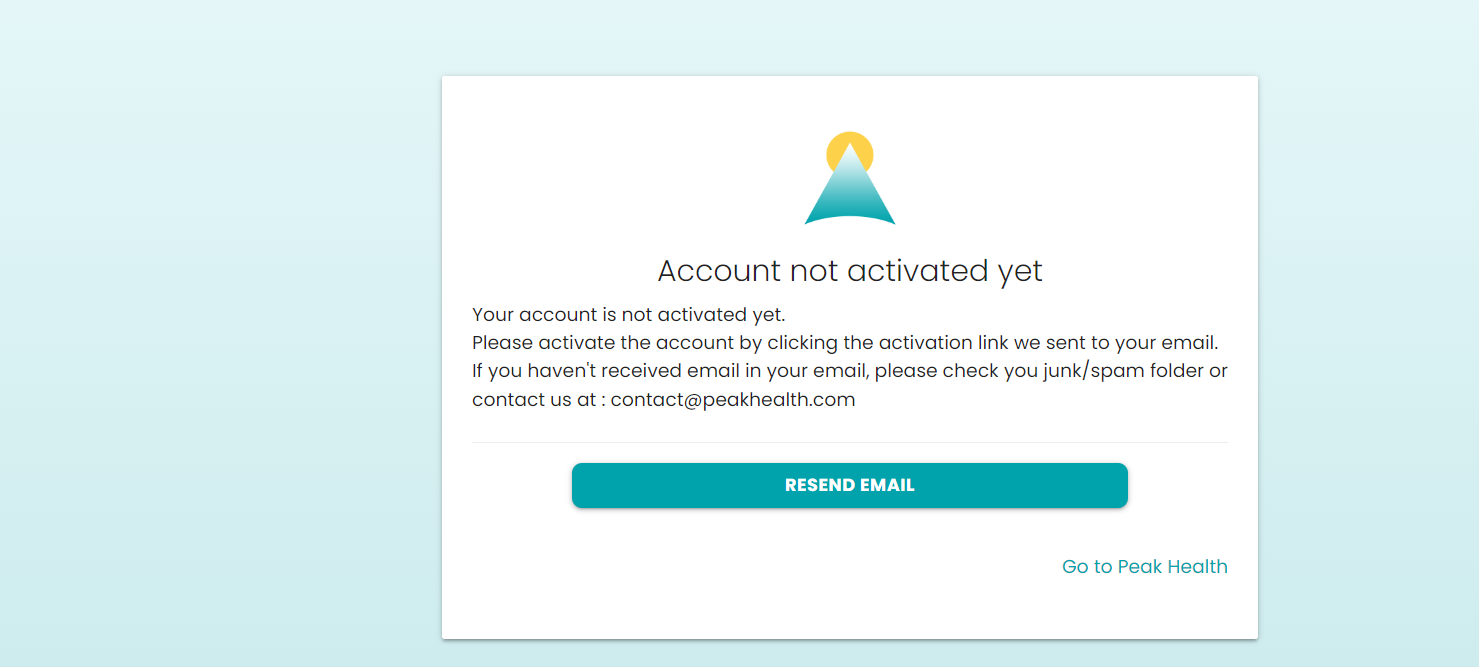 Account not activated yet
Your account is not activated yet.
Please activate the account by clicking the activation link we sent to your email.
If you haven't received email in your email, please check you junk/spam folder or
contact us at : contact@peakhealth.com
RESEND EMAIL
Go to Peak Health